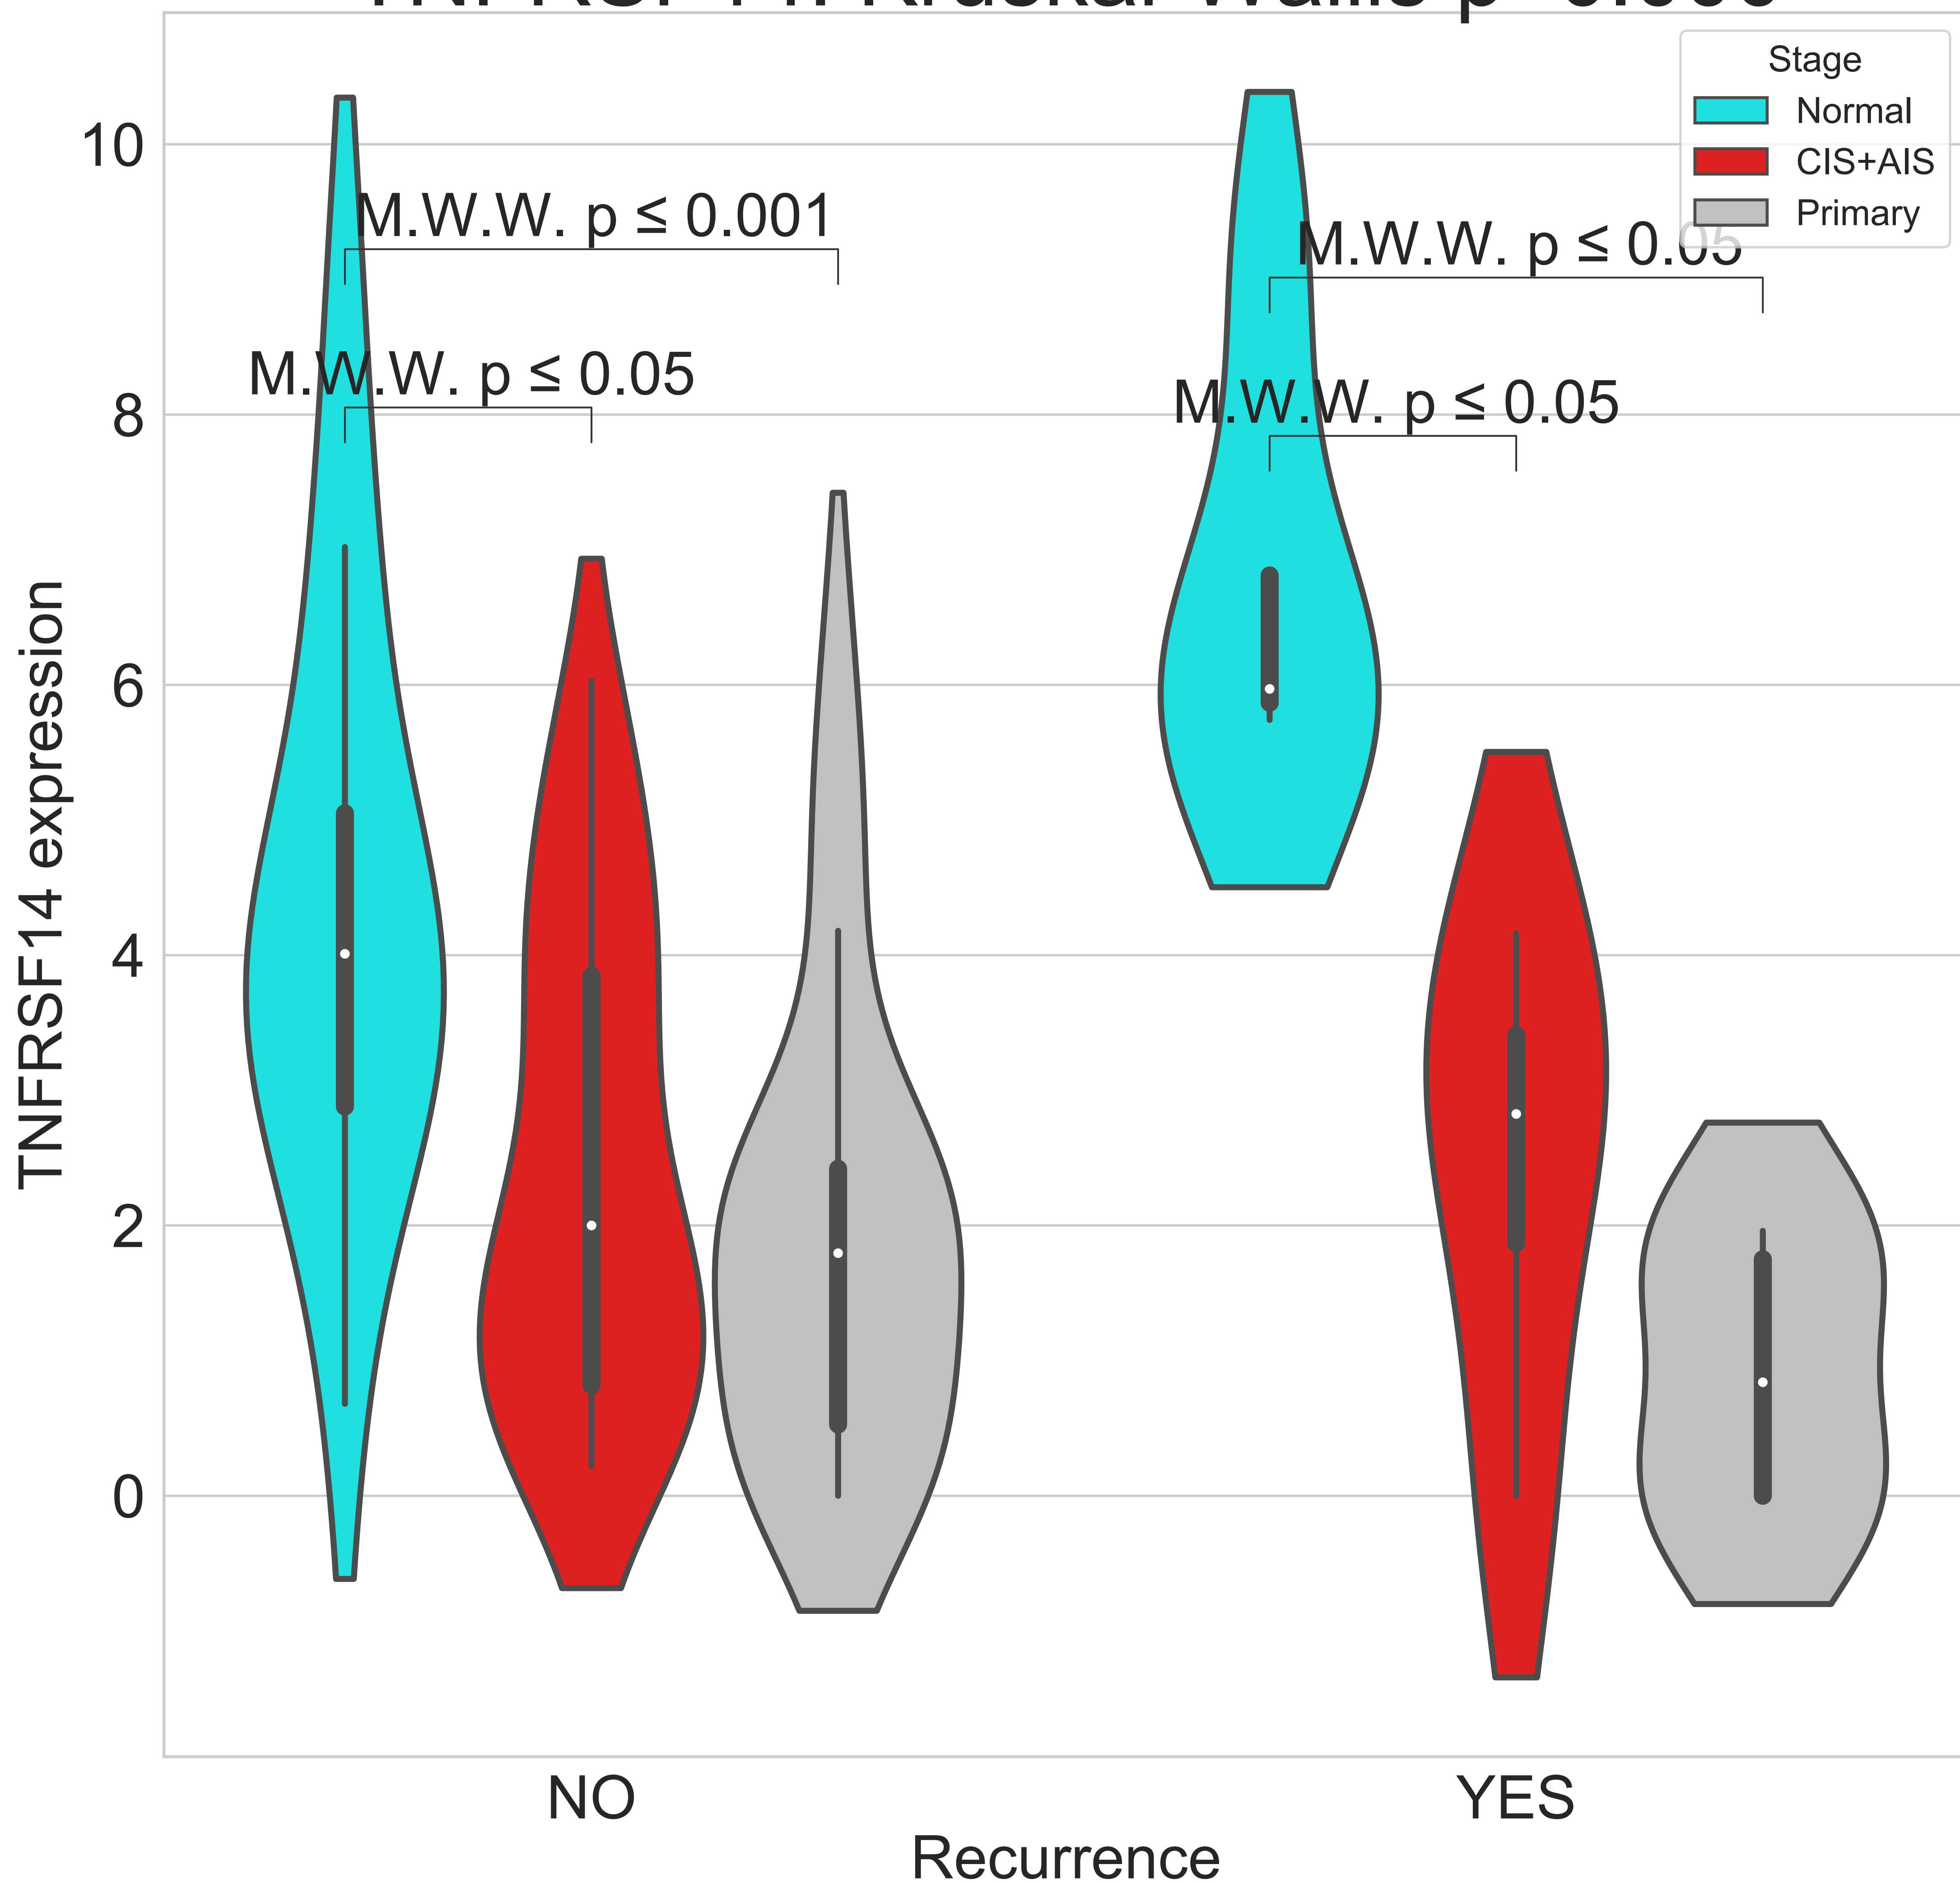 Stage
Normal
CIS+AIS
Primary
10
8
6
4
2
0
TNFRSF14 expression
M.W.W. p ≤ 0.001
M.W.W. p ≤ 0.05
M.W.W. p ≤ 0.05
M.W.W. p ≤ 0.05
NO
YES
Recurrence